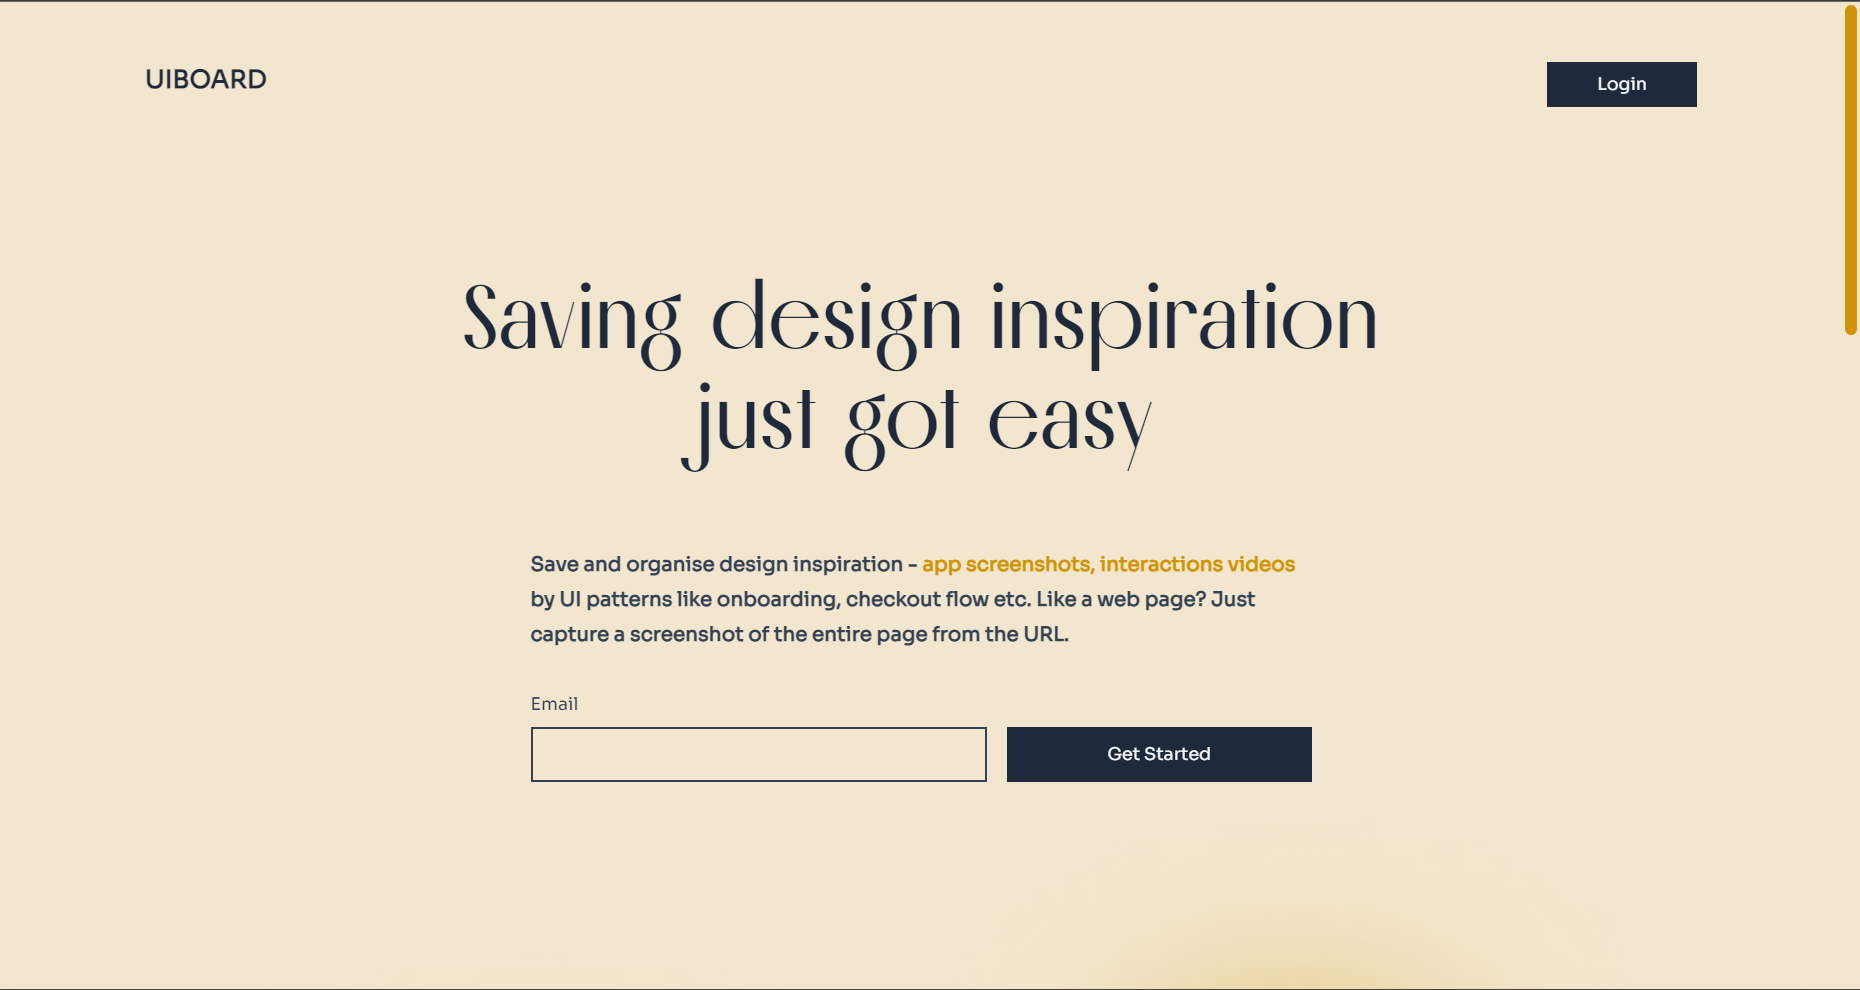 UIBOARD
Login
Saving design inspiration
just got easy
Save and organise design inspiration - app screenshots, interactions videos
by UI patterns like onboarding, checkout flow etc. Like a web page? Just
capture a screenshot of the entire page from the URL.
Email
Get Started